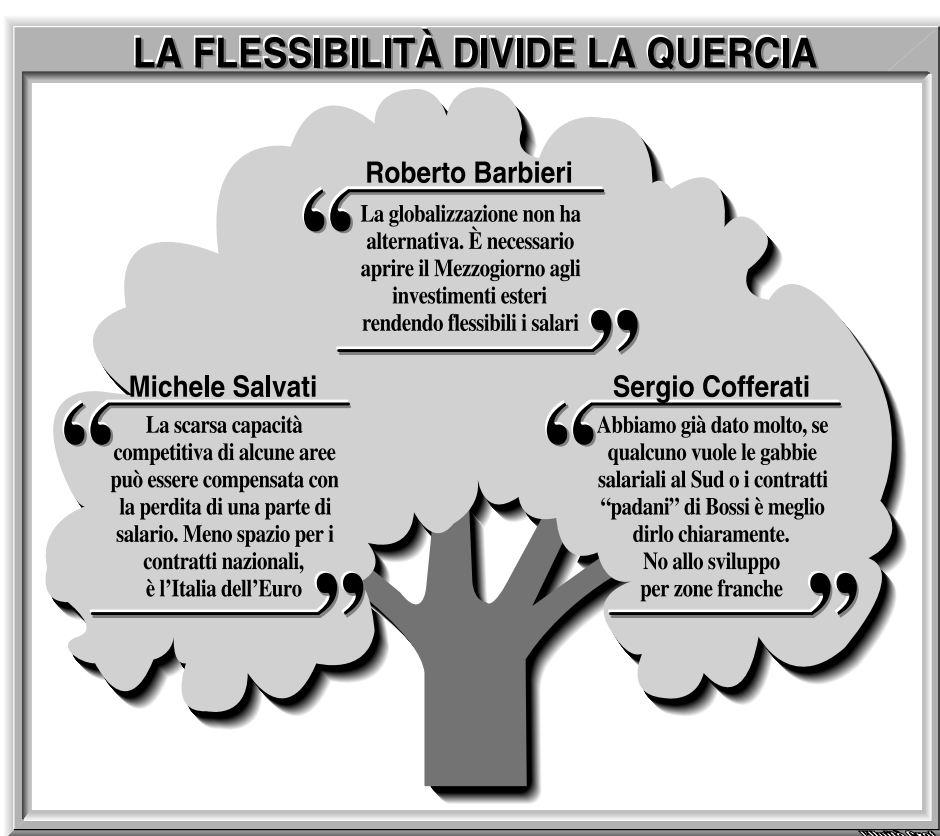 LA FLESSIBILITÀ DIVIDE LA QUERCIA
Roberto Barbieri
“La globalizzazione non ha
alternativa. È necessario
aprire il Mezzogiorno agli
investimenti esteri
rendendo flessibili i salari”
Michele Salvati
“La scarsa capacità
competitiva di alcune aree
può essere compensata con
la perdita di una parte di
salario. Meno spazio per i
contratti nazionali,
è l'Italia dell'Euro”
Sergio Cofferati
“Abbiamo già dato molto, se
qualcuno vuole le gabbie
salariali al Sud o i contratti
“padani” di Bossi è meglio
dirlo chiaramente.
No allo sviluppo
per zone franche”